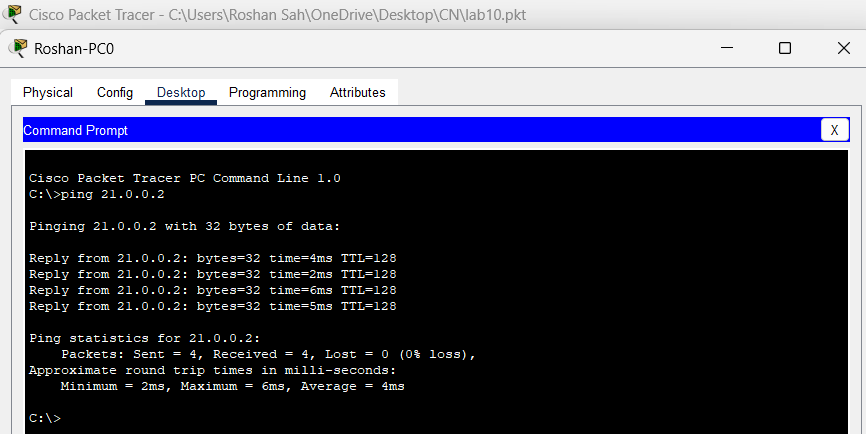 Cisco Packet Tracer - C:\Users\Roshan Sah\OneDrive\Desktop\CN\lab10.pkt
Roshan-PC0
Physical Config Desktop Programming Attributes
Command Prompt X
Cisco Packet Tracer PC Command Line 1.0
C:\>ping 21.0.0.2
Pinging 21.0.0.2 with 32 bytes of data:
Reply from 21.0.0.2: bytes=32 time=4ms TTL=128
Reply from 21.0.0.2: bytes=32 time=2ms TTL=128
Reply from 21.0.0.2: bytes=32 time=6ms TTL=128
Reply from 21.0.0.2: bytes=32 time=5ms TTL=128
Ping statistics for 21.0.0.2:
Packets: Sent = 4, Received = 4, Lost = 0 (0% loss),
Approximate round trip times in milli-seconds:
Minimum = 2ms, Maximum = 6ms, Average = 4ms
C:\>